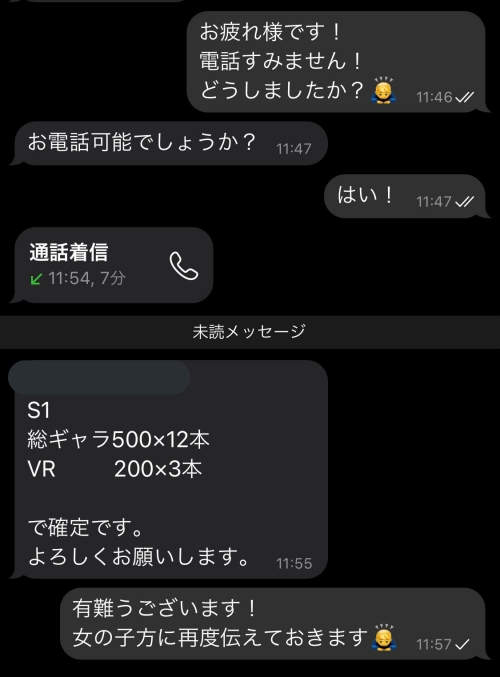 お疲れ様です！
電話すみません！
どうしましたか？🙇
11:46
お電話可能でしょうか？ 11:47
はい！ 11:47
通話着信
11:54, 7分
未読メッセージ
S1
総ギャラ500×12本
VR 200×3本
で確定です。
よろしくお願いします。 11:55
有難うございます！
女の子方に再度伝えておきます🙇 11:57